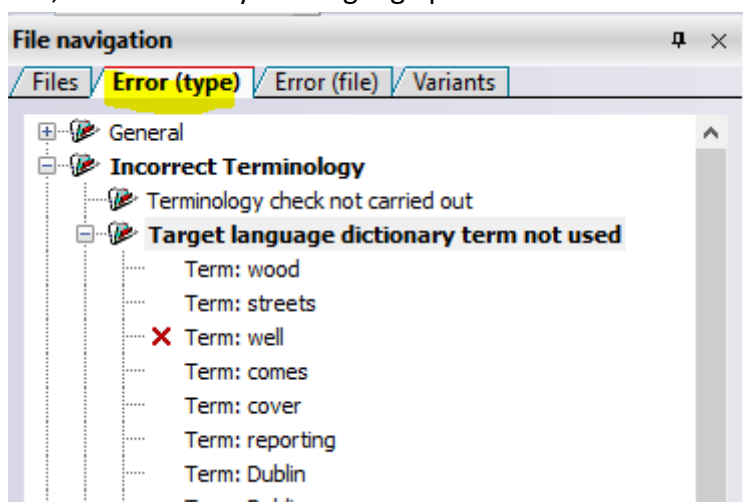 File navigation
Files Error (type) Error (file) Variants
General
Incorrect Terminology
Terminology check not carried out
Target language dictionary term not used
Term: wood
Term: streets
Term: well
Term: comes
Term: cover
Term: reporting
Term: Dublin